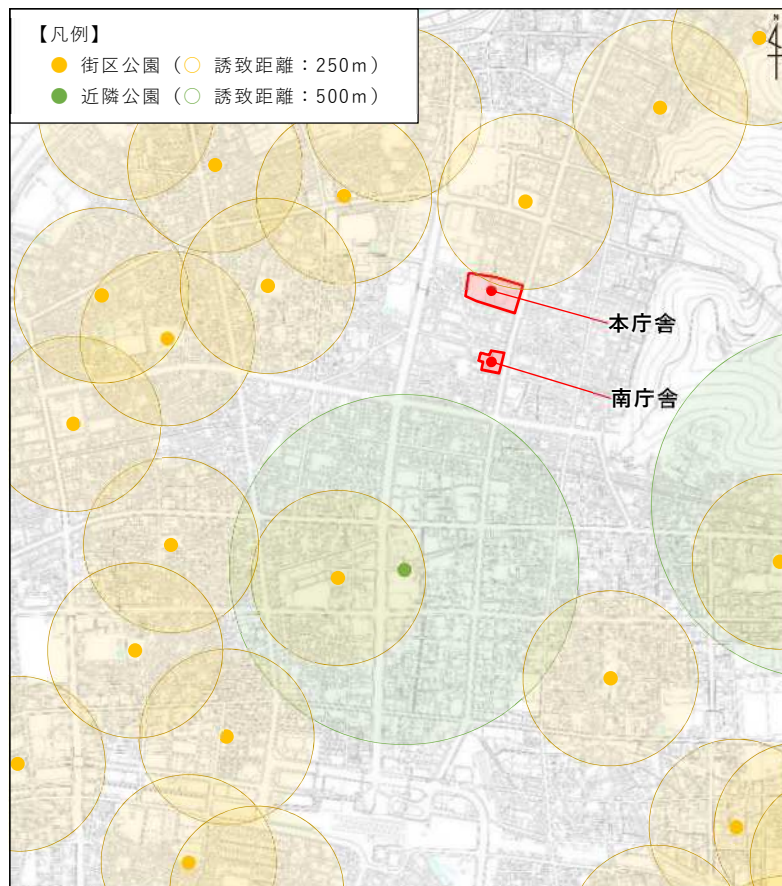 【凡例】
● 街区公園（○ 誘致距離：250m）
● 近隣公園（○ 誘致距離：500m）
N
本庁舎
南庁舎